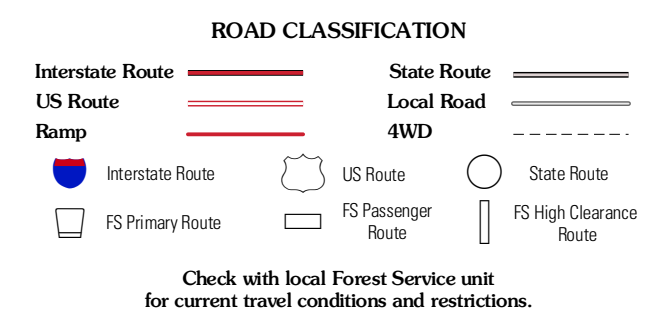 ROAD CLASSIFICATION
Interstate Route
State Route
US Route
Local Road
Ramp
4WD
Interstate Route
US Route
State Route
FS Primary Route
FS Passenger
Route
FS High Clearance
Route
Check with local Forest Service unit
for current travel conditions and restrictions.